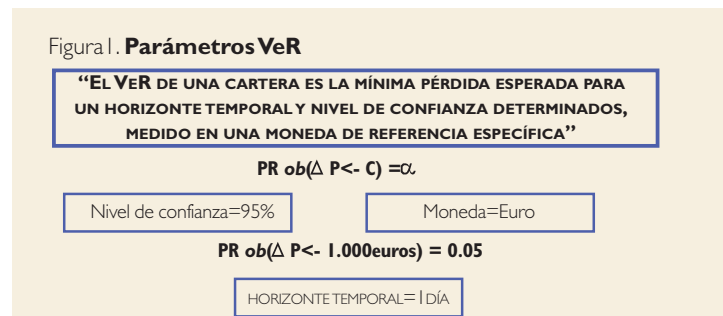 Figura1. Parámetros VeR
“EL VER DE UNA CARTERA ES LA MÍNIMA PÉRDIDA ESPERADA PARA
UN HORIZONTE TEMPORAL Y NIVEL DE CONFIANZA DETERMINADOS,
MEDIDO EN UNA MONEDA DE REFERENCIA ESPECÍFICA”
PR ob(Δ P<- C) =α
Nivel de confianza=95% Moneda=Euro
PR ob(Δ P<- 1.000euros) = 0.05
HORIZONTE TEMPORAL=1 DÍA